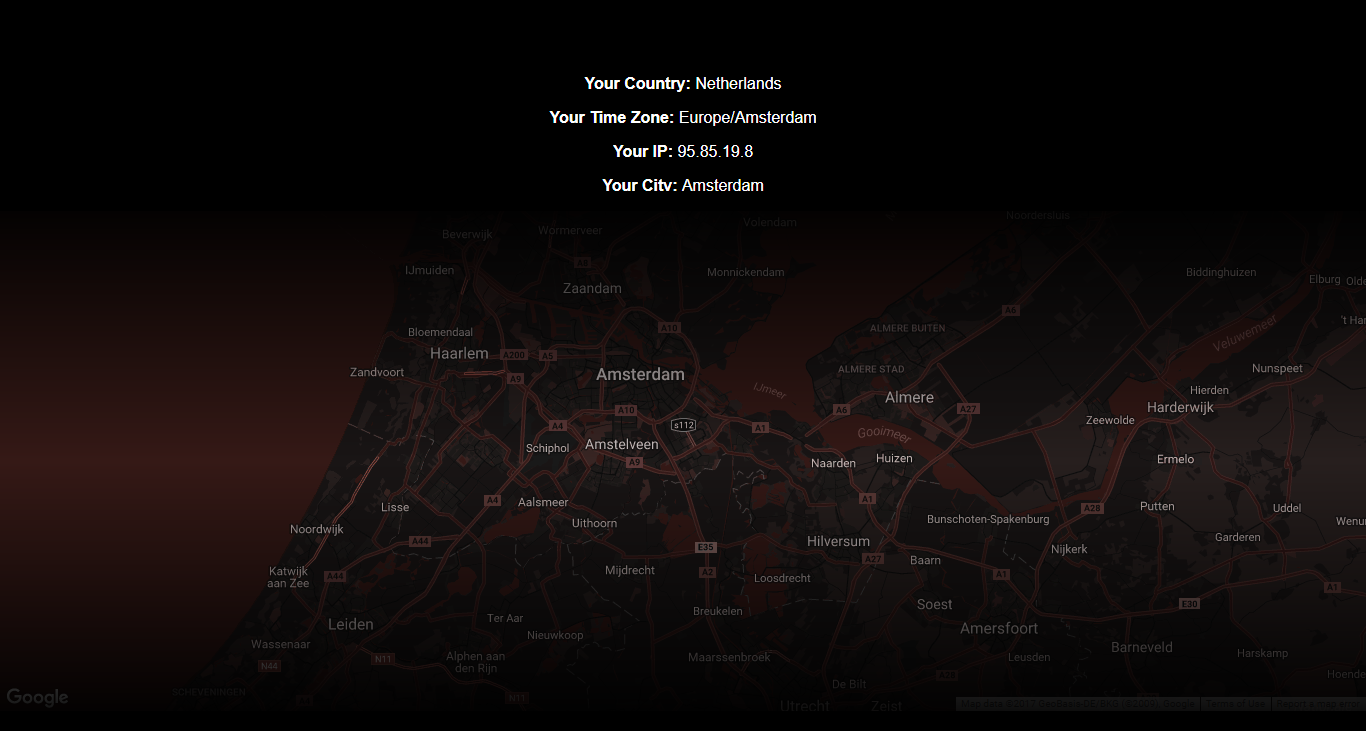 Your Country: Netherlands
Your Time Zone: Europe/Amsterdam
Your IP: 95.85.19.8
Your City: Amsterdam
Noordersluis
Volendam
Beverwijk
Wormerveer
A8
IJmuiden
Monnickendam
Biddinghuizen
Elburg
Zaandam
A6
't Har
A10
ALMERE BUITEN
Veluwemeer
Bloemendaal
Haarlem
A200
A5
Zandvoort
A9
Amsterdam
ALMERE STAD
Nunspeet
IJmeer
Almere
Hierden
Harderwijk
A10
A6
A27
Zeewolde
A4
s112
A1
Gooimeer
Schiphol
Amstelveen
A9
Naarden
Huizen
Ermelo
A4
Aalsmeer
A1
Lisse
A28
Putten
Uddel
Noordwijk
Uithoorn
Bunschoten-Spakenburg
Wenu
A44
E35
Hilversum
Garderen
Nijkerk
A27
Baarn
Katwijk
aan Zee
A44
Mijdrecht
A2
Loosdrecht
A1
A1
Breukelen
Soest
E30
Leiden
Ter Aar
Nieuwkoop
Amersfoort
Wassenaar
N11
Alphen aan
den Rijn
Maarssenbroek
Leusden
Barneveld
Harskamp
N44
De Bilt
A28
Hoende
SCHEVENINGEN
Google
N11
Utrecht
Zeist
Terms of Use
Report a map error